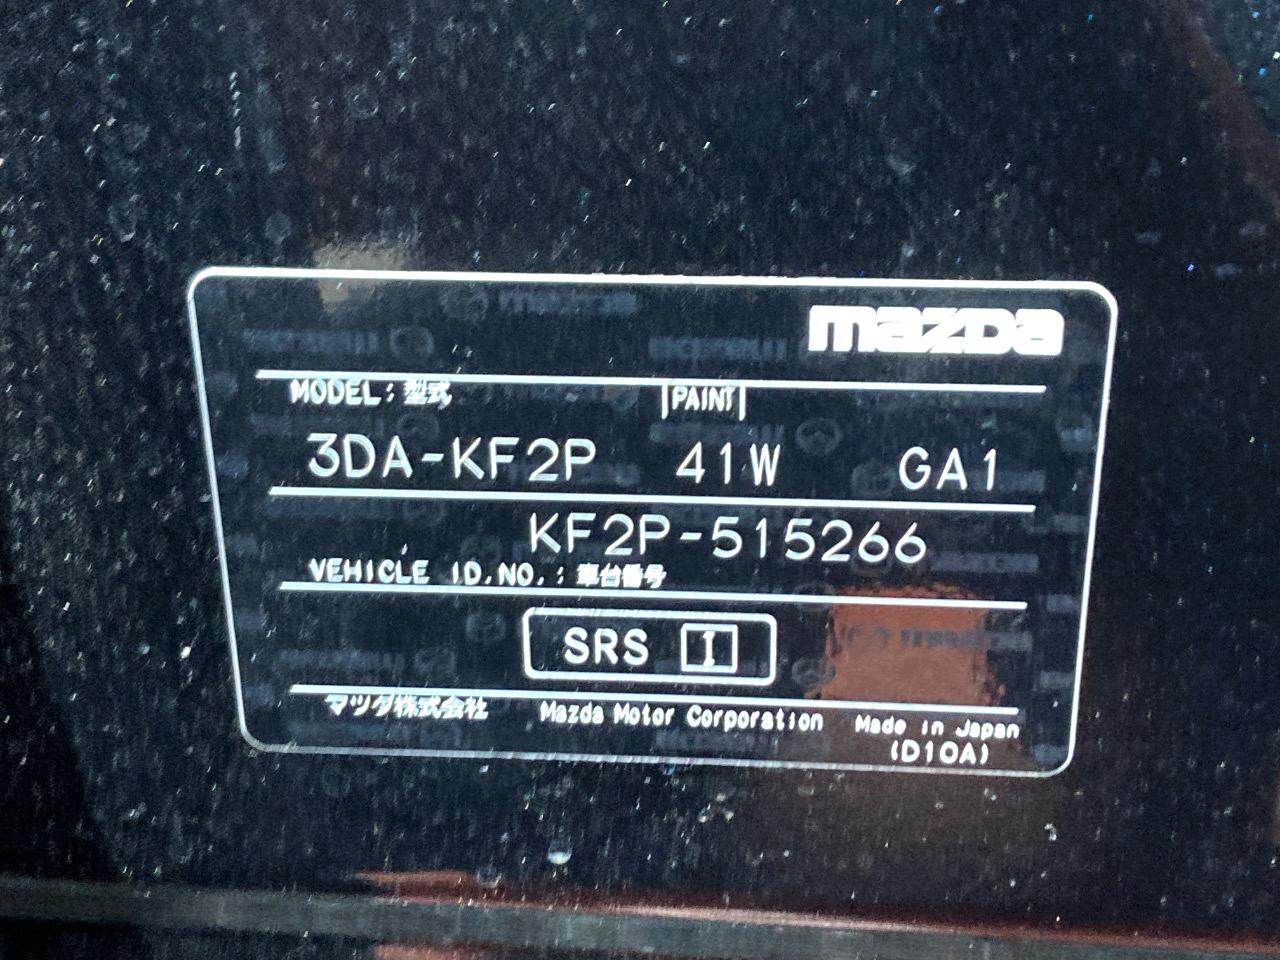 mazda
MODEL:型式 PAINT
3DA-KF2P 41W GA1
KF2P-515266
VEHICLE ID.NO.:車台番号
SRS I
マツダ株式会社 Mazda Motor Corporation Made in Japan
(D10A)